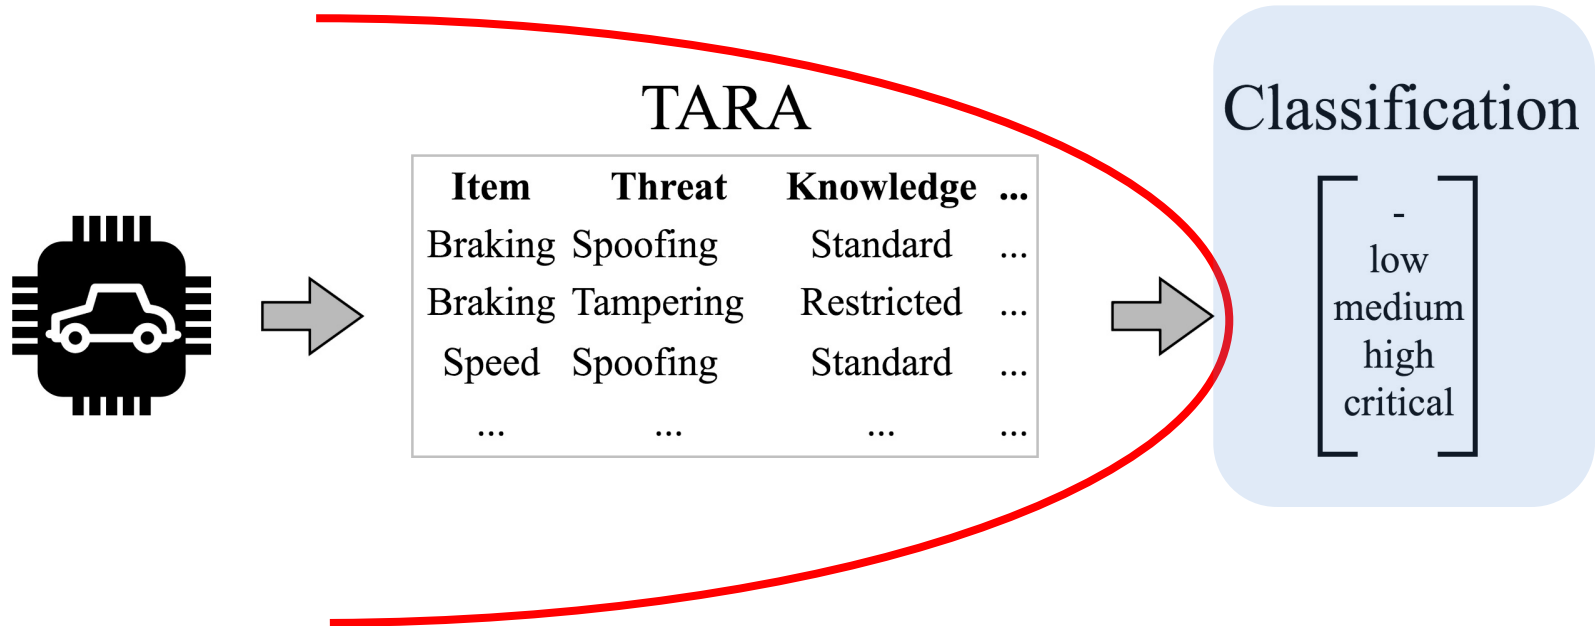 TARA
Item Threat Knowledge ...
Braking Spoofing Standard ...
Braking Tampering Restricted ...
Speed Spoofing Standard ...
... ... ... ...
Classification
-
low
medium
high
critical